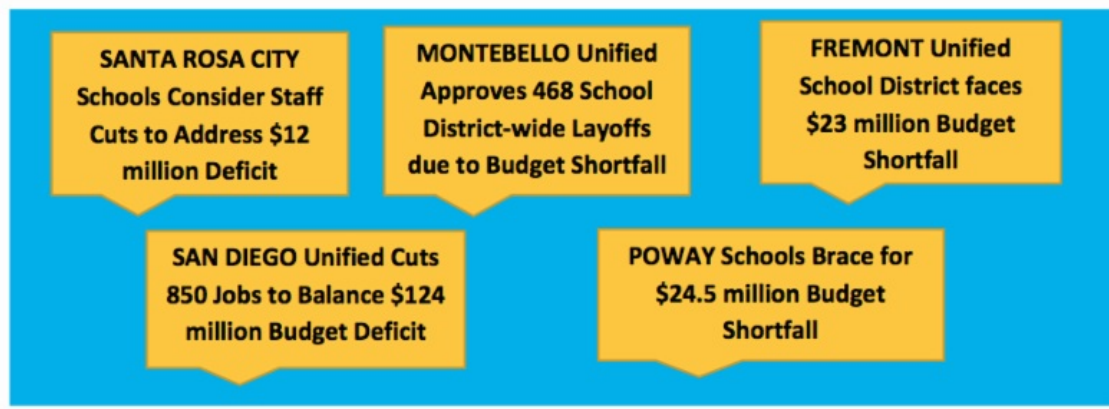 SANTA ROSA CITY
Schools Consider Staff
Cuts to Address $12
million Deficit
MONTEBELLO Unified
Approves 468 School
District-wide Layoffs
due to Budget Shortfall
FREMONT Unified
School District faces
$23 million Budget
Shortfall
SAN DIEGO Unified Cuts
850 Jobs to Balance $124
million Budget Deficit
POWAY Schools Brace for
$24.5 million Budget
Shortfall